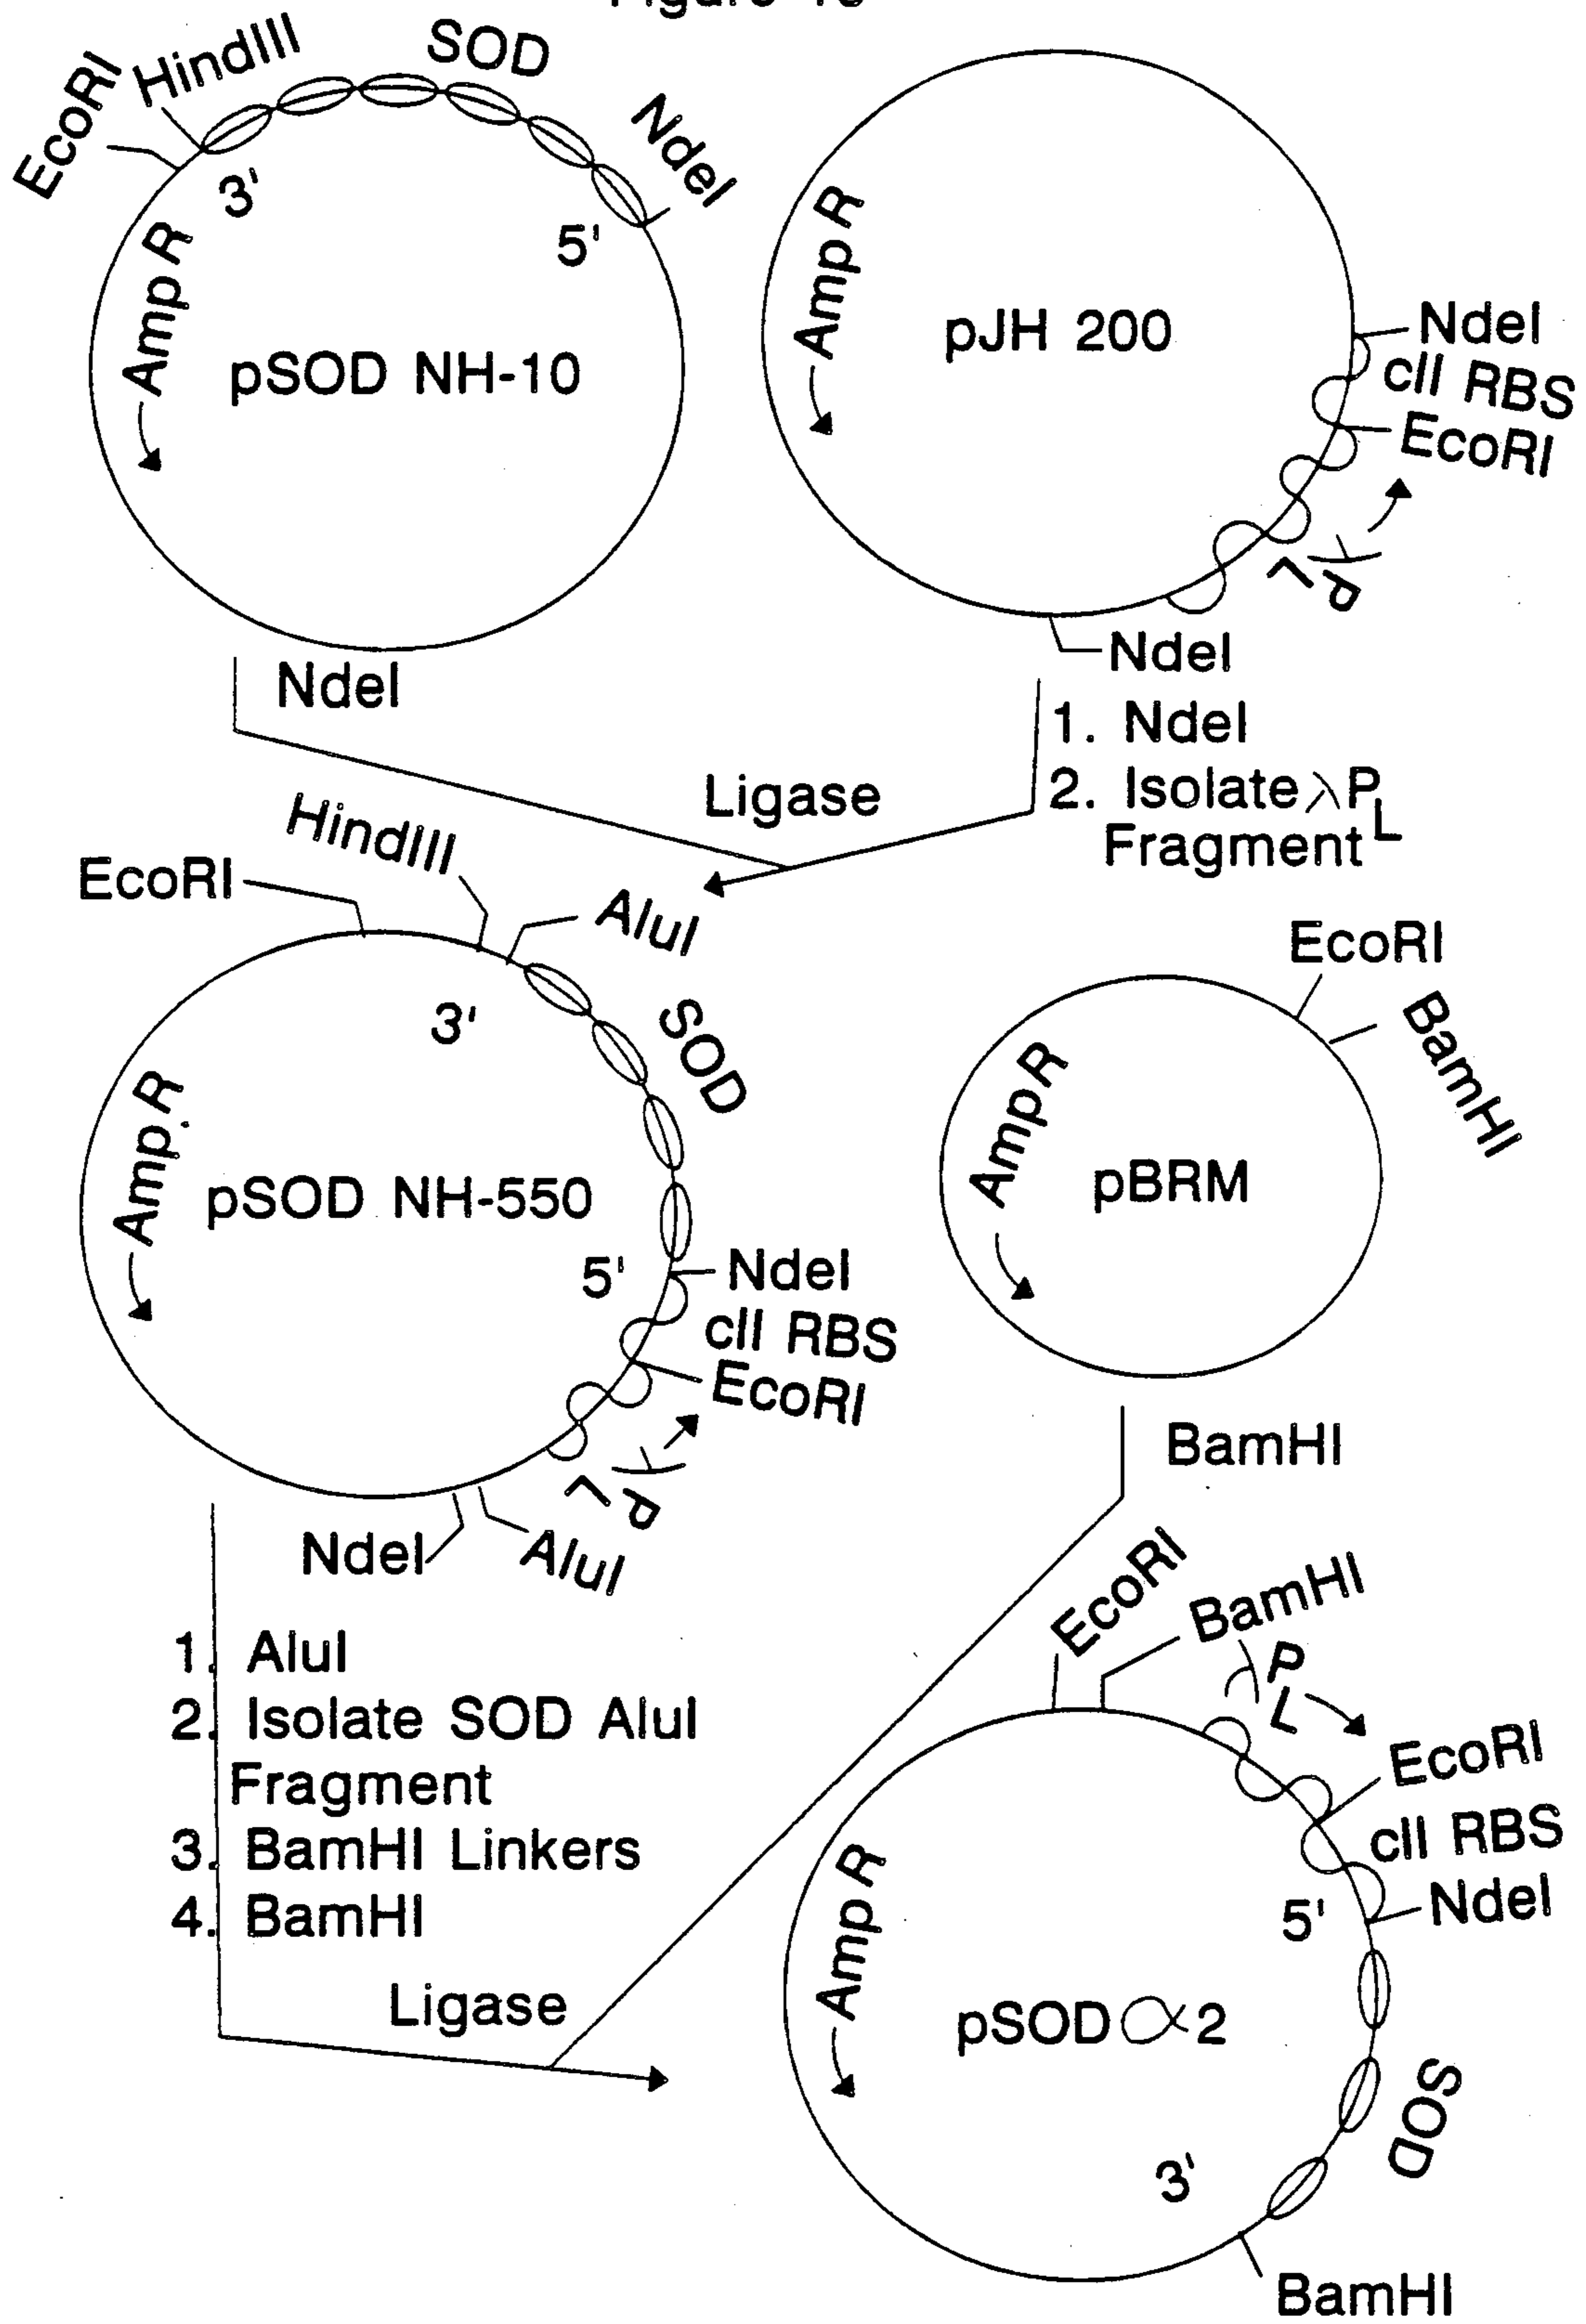 EcoRI
HindIII
SOD
NdeI
3'
5'
AmpR
pSOD NH-10
AmpR
pJH 200
NdeI
cII RBS
EcoRI
λPL
NdeI
NdeI
1. NdeI
2. Isolate λPL
Fragment
Ligase
EcoRI
HindIII
AluI
SOD
3'
AmpR
pSOD NH-550
5'
NdeI
cII RBS
EcoRI
λPL
NdeI
AluI
EcoRI
BamHI
AmpR
pBRM
BamHI
1. AluI
2. Isolate SOD AluI
Fragment
3. BamHI Linkers
4. BamHI
Ligase
EcoRI
BamHI
λPL
EcoRI
cII RBS
NdeI
5'
AmpR
pSODα2
SOD
3'
BamHI